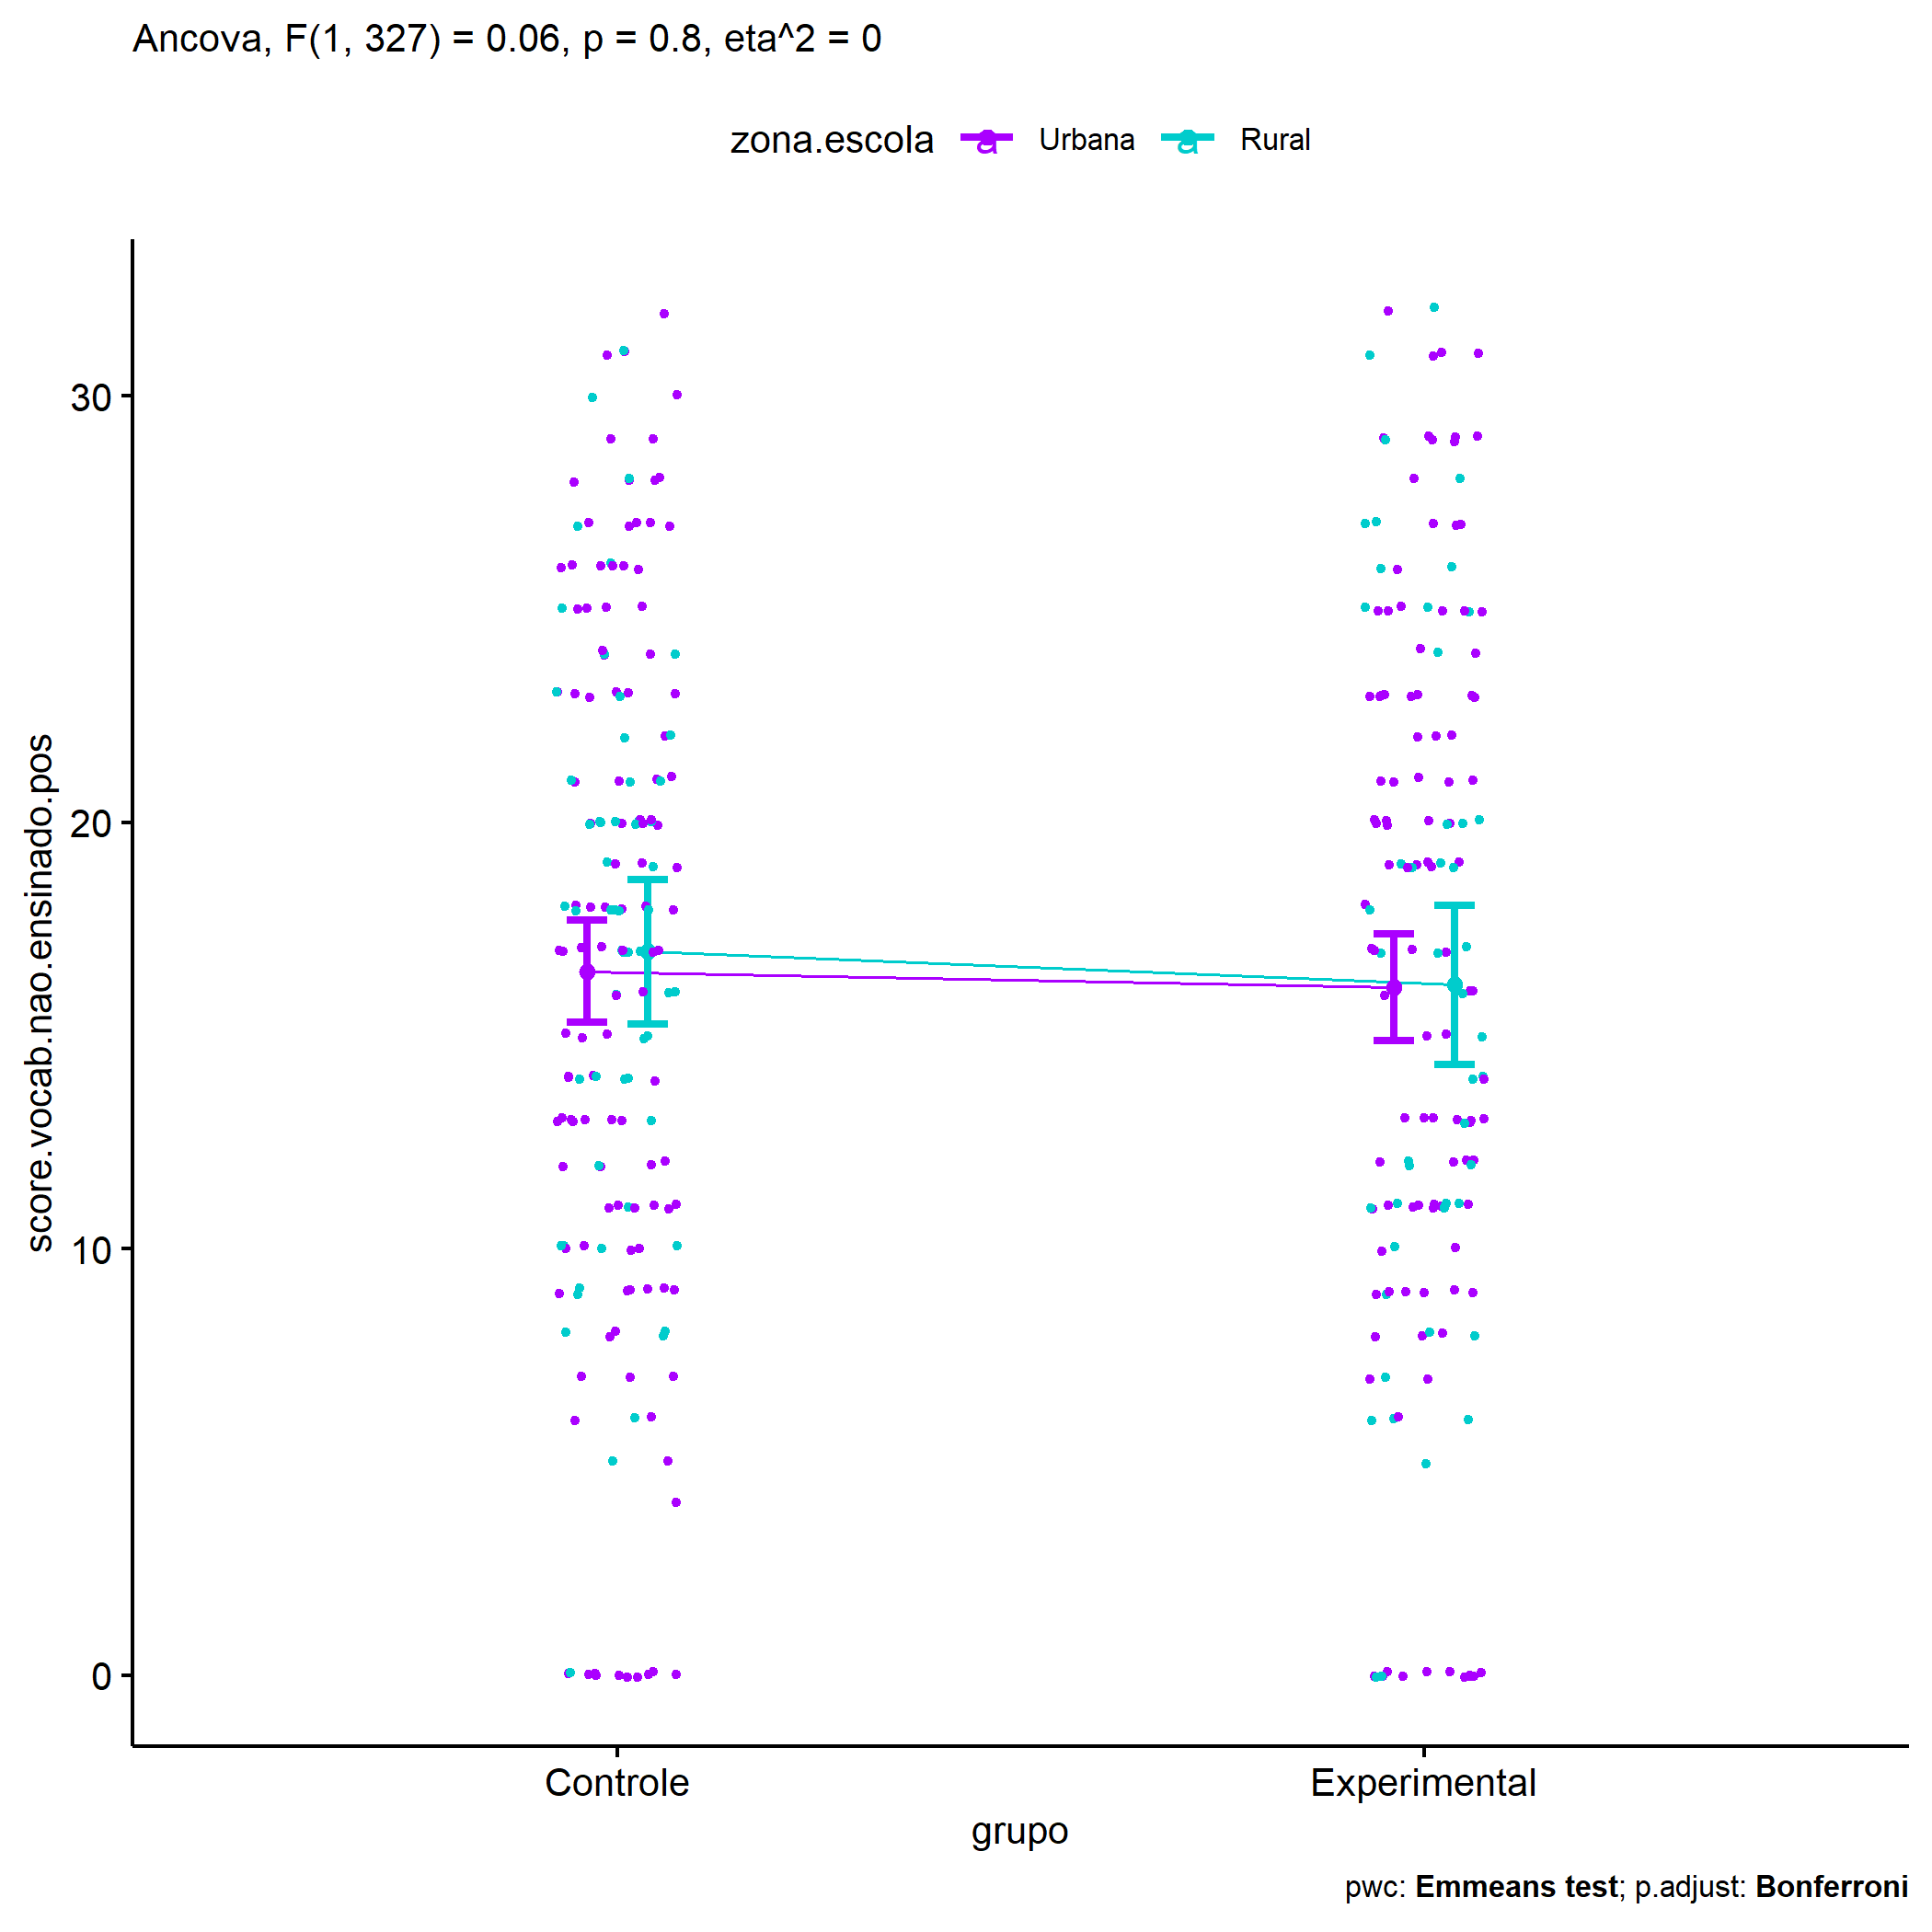 Ancova, F(1, 327) = 0.06, p = 0.8, eta^2 = 0
zona.escola a Urbana a Rural
score.vocab.nao.ensinado.pos
30
20
10
0
Controle Experimental
grupo
pwc: Emmeans test; p.adjust: Bonferroni